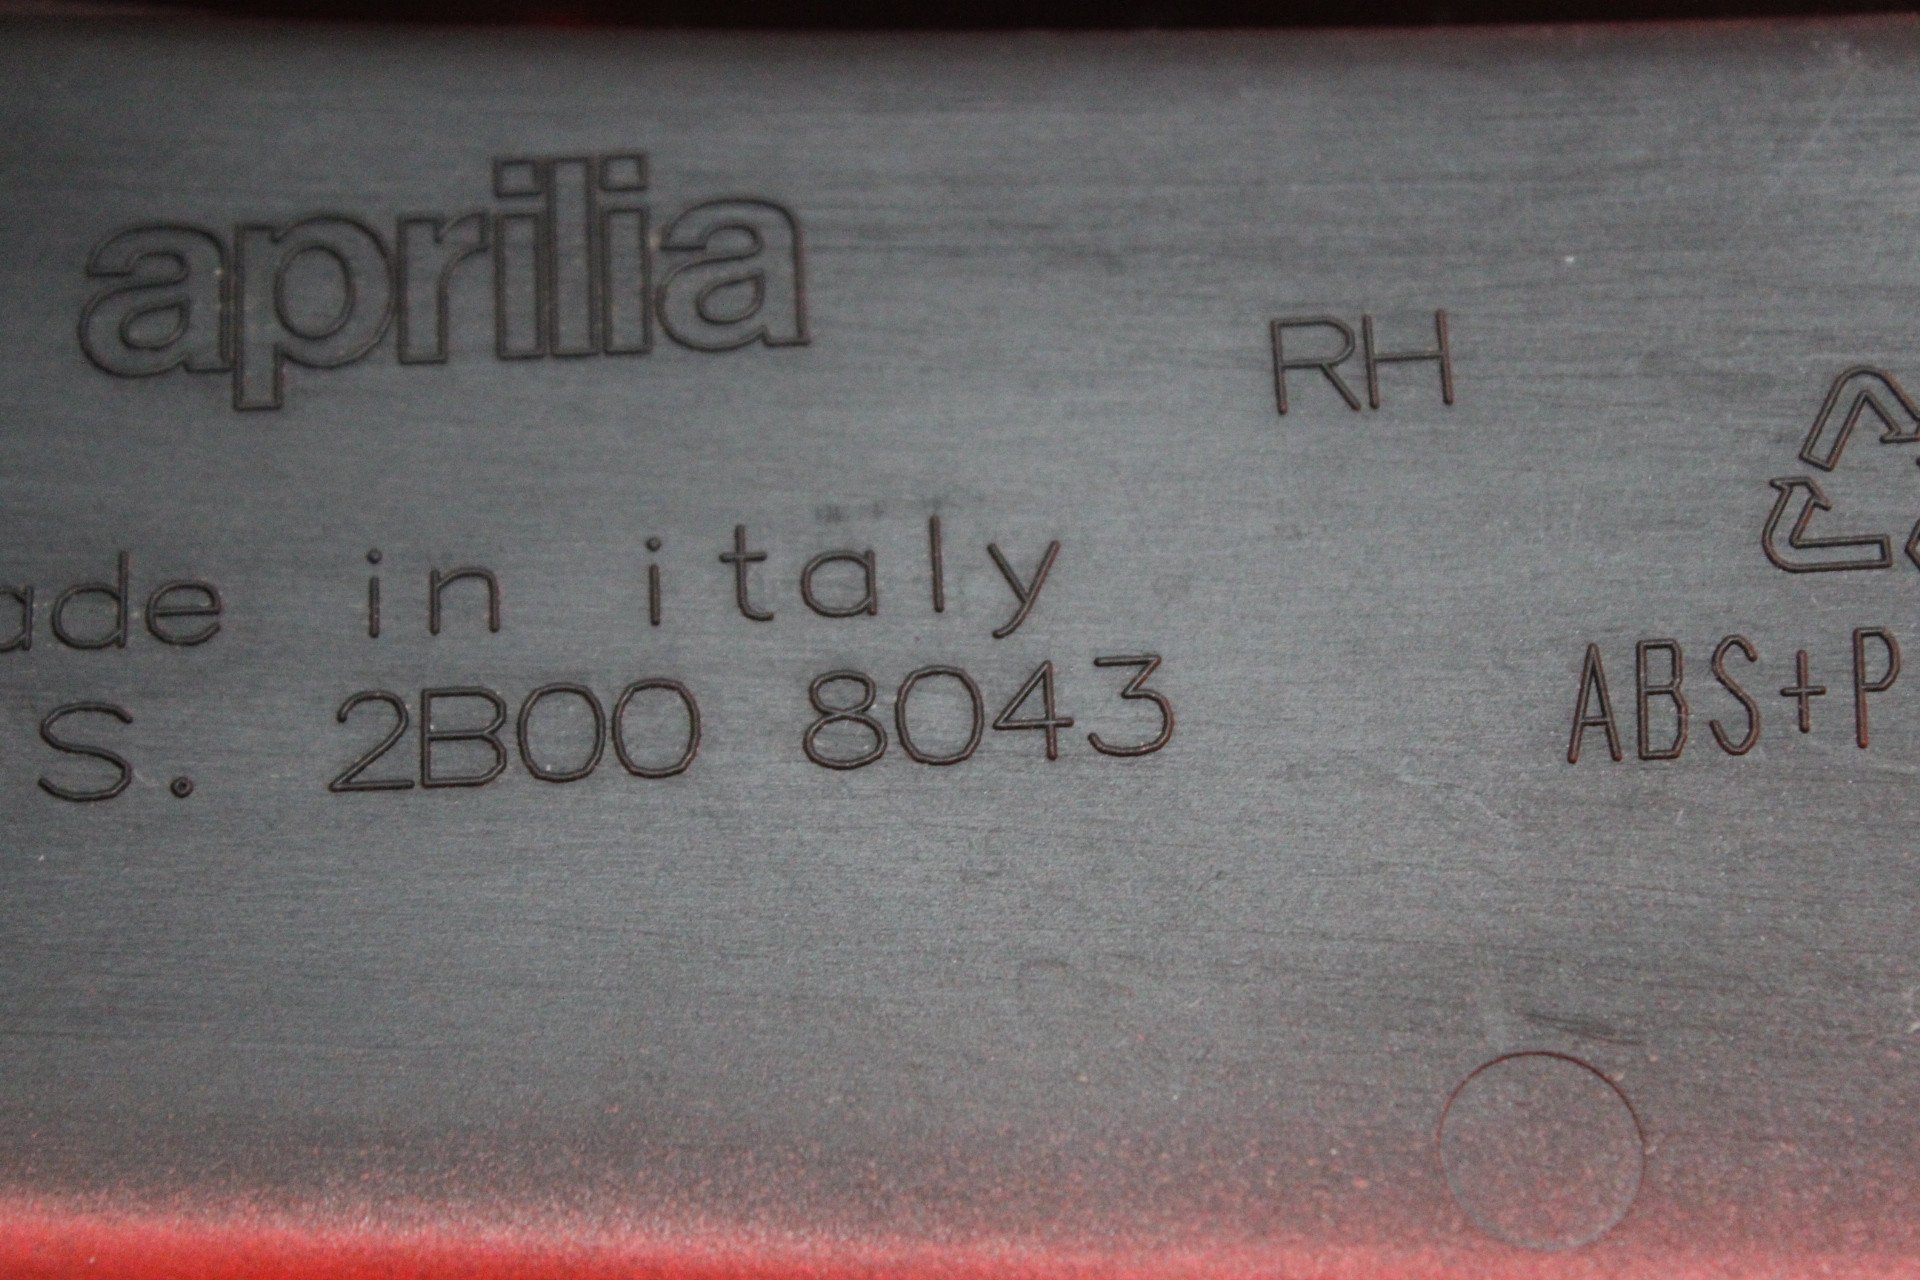 aprilia
RH
ade in italy
S. 2B00 8043
ABS+P